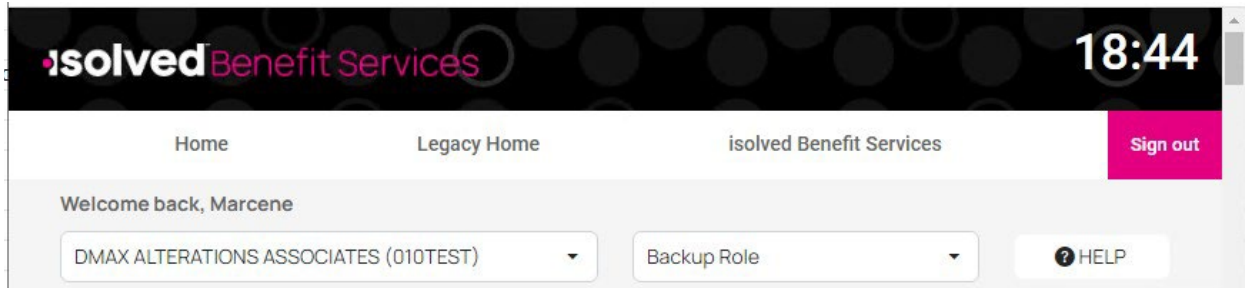 isolved Benefit Services
18:44
Home Legacy Home isolved Benefit Services Sign out
Welcome back, Marcene
DMAX ALTERATIONS ASSOCIATES (010TEST) Backup Role ? HELP